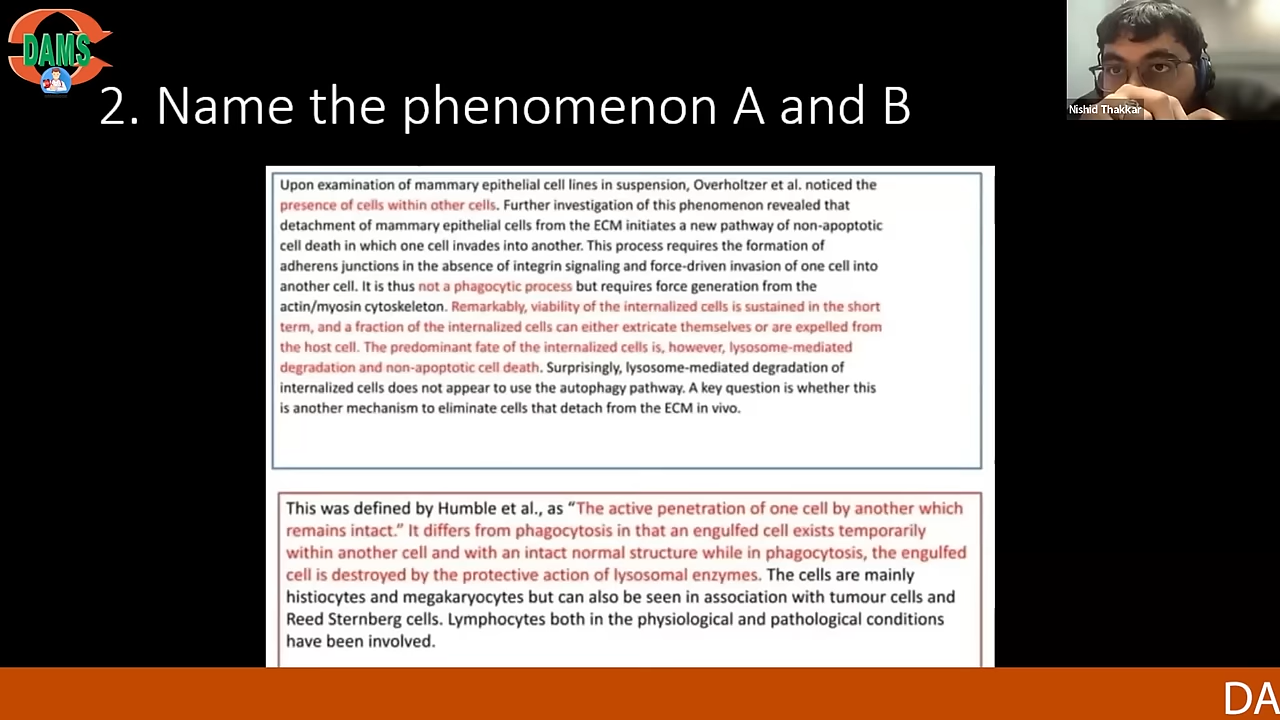 DAMS
Nishid Thakkar
2. Name the phenomenon A and B
Upon examination of mammary epithelial cell lines in suspension, Overholtzer et al. noticed the
presence of cells within other cells. Further investigation of this phenomenon revealed that
detachment of mammary epithelial cells from the ECM initiates a new pathway of non-apoptotic
cell death in which one cell invades into another. This process requires the formation of
adherens junctions in the absence of integrin signaling and force-driven invasion of one cell into
another cell. It is thus not a phagocytic process but requires force generation from the
actin/myosin cytoskeleton. Remarkably, viability of the internalized cells is sustained in the short
term, and a fraction of the internalized cells can either extricate themselves or are expelled from
the host cell. The predominant fate of the internalized cells is, however, lysosome-mediated
degradation and non-apoptotic cell death. Surprisingly, lysosome-mediated degradation of
internalized cells does not appear to use the autophagy pathway. A key question is whether this
is another mechanism to eliminate cells that detach from the ECM in vivo.
This was defined by Humble et al., as “The active penetration of one cell by another which
remains intact.” It differs from phagocytosis in that an engulfed cell exists temporarily
within another cell and with an intact normal structure while in phagocytosis, the engulfed
cell is destroyed by the protective action of lysosomal enzymes. The cells are mainly
histiocytes and megakaryocytes but can also be seen in association with tumour cells and
Reed Sternberg cells. Lymphocytes both in the physiological and pathological conditions
have been involved.
DA